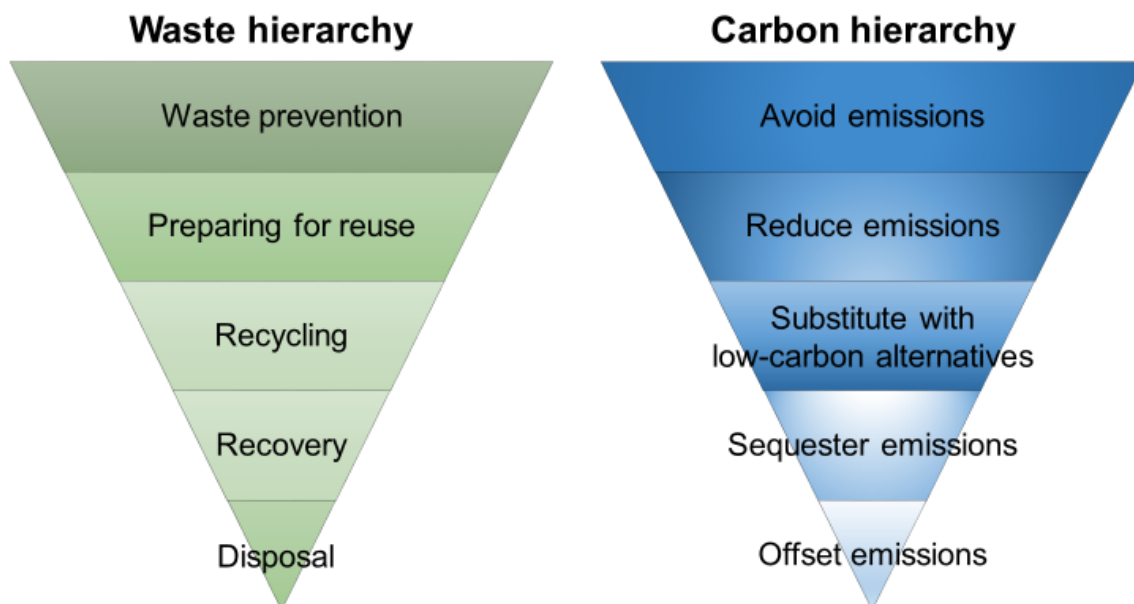 Waste hierarchy
Waste prevention
Preparing for reuse
Recycling
Recovery
Disposal
Carbon hierarchy
Avoid emissions
Reduce emissions
Substitute with
low-carbon alternatives
Sequester emissions
Offset emissions